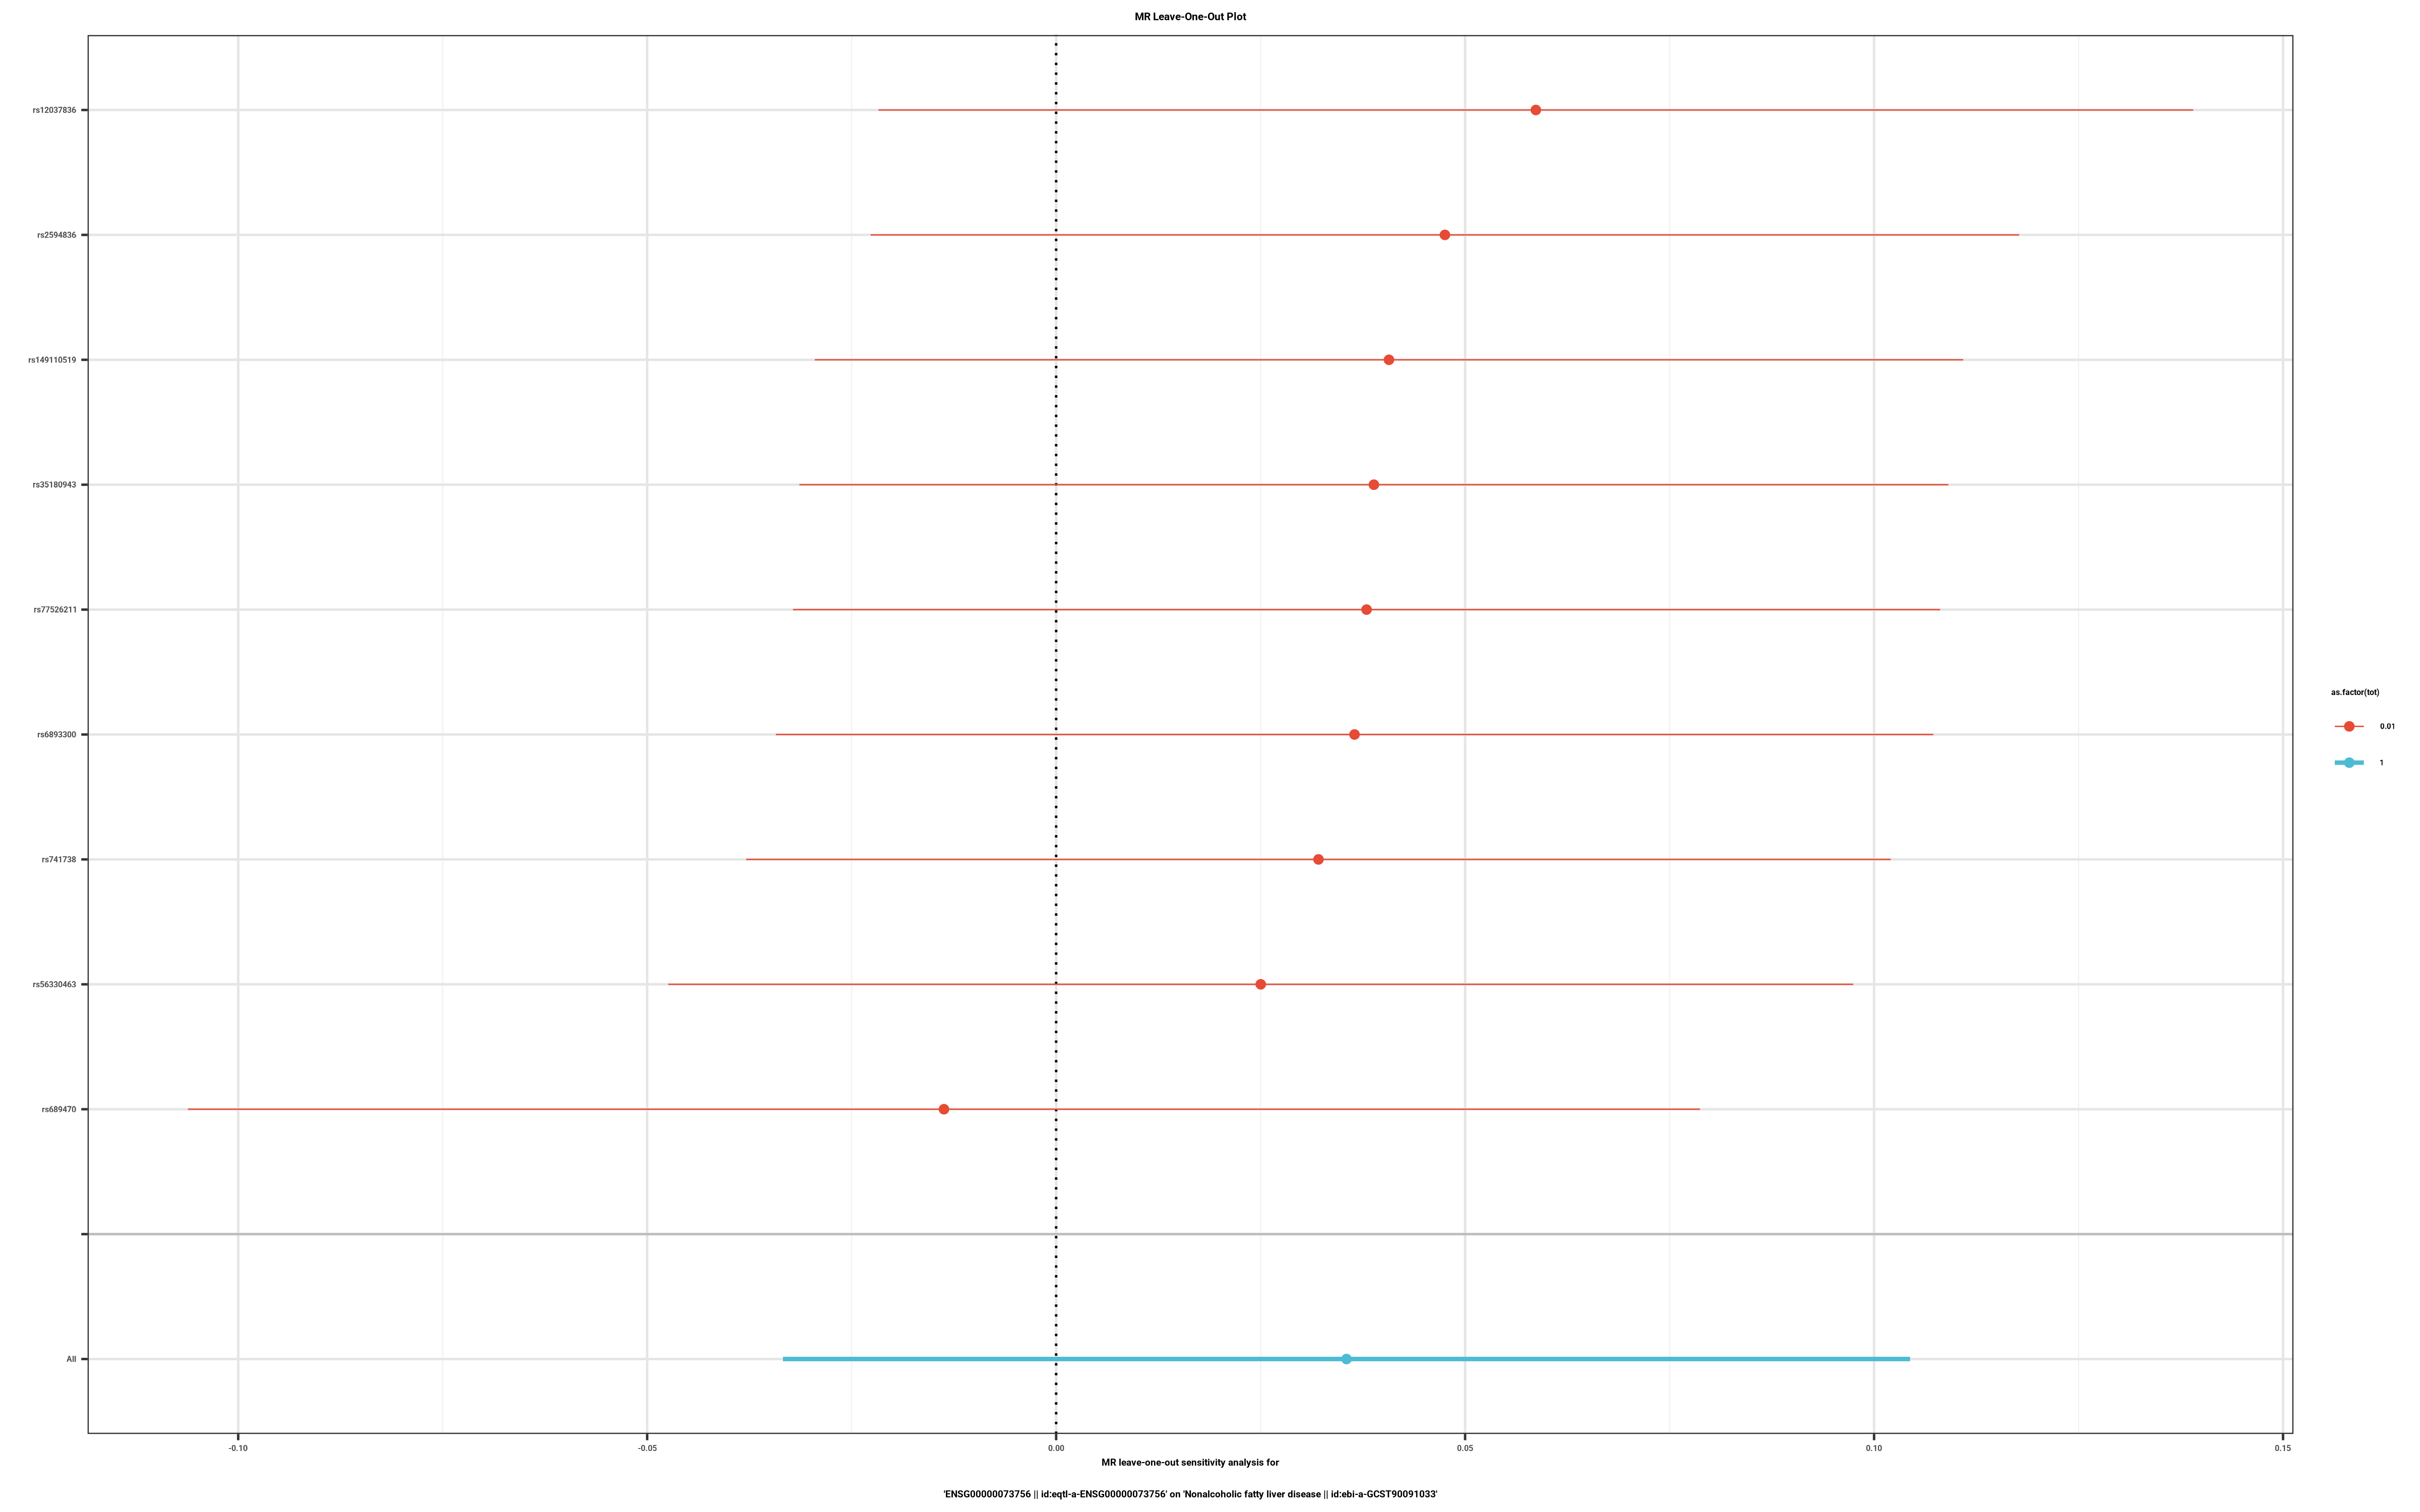 MR Leave-One-Out Plot
rs12037836
rs2594836
rs149110519
rs35180943
rs77526211
rs6893300
rs741738
rs56330463
rs689470
All
as.factor(tot)
0.01
1
-0.10 -0.05 0.00 0.05 0.10 0.15
MR leave-one-out sensitivity analysis for
'ENSG00000073756 || id:eqtl-a-ENSG00000073756' on 'Nonalcoholic fatty liver disease || id:ebi-a-GCST90091033'